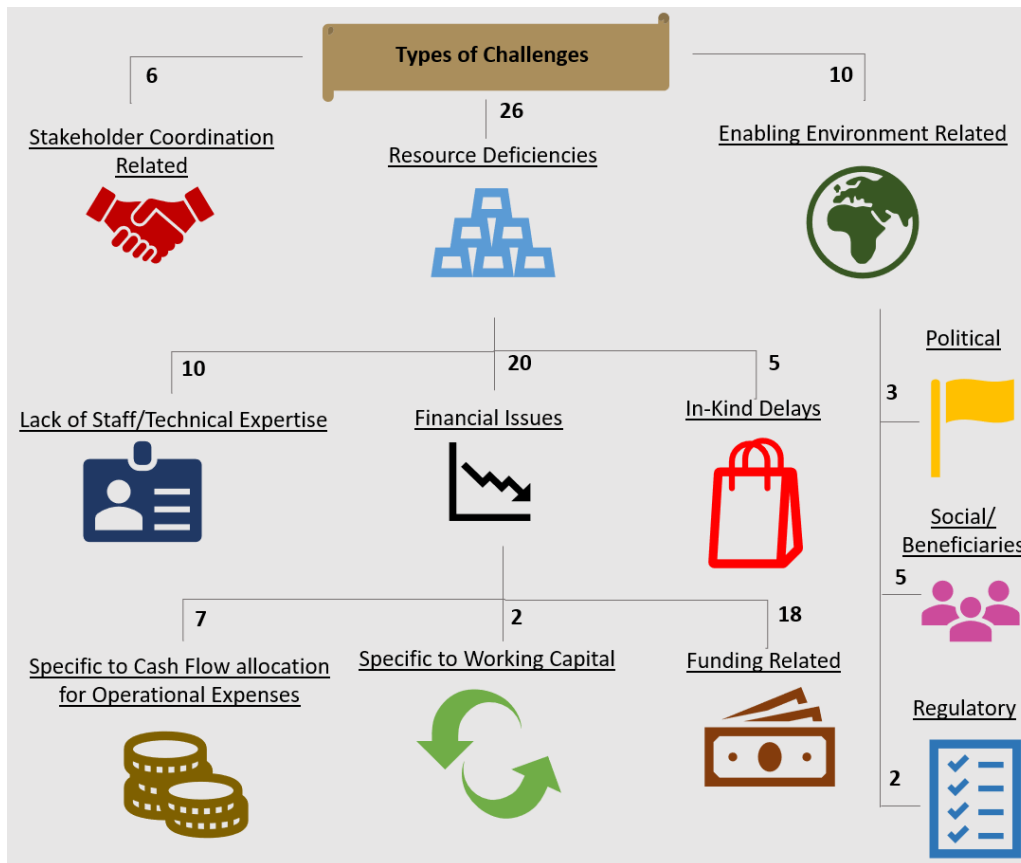 Types of Challenges
6
10
26
Stakeholder Coordination
Related
Resource Deficiencies
Enabling Environment Related
10
20
5
Lack of Staff/Technical Expertise
Financial Issues
In-Kind Delays
Political
3
Social/
Beneficiaries
5
7
2
18
Specific to Cash Flow allocation
for Operational Expenses
Specific to Working Capital
Funding Related
Regulatory
2